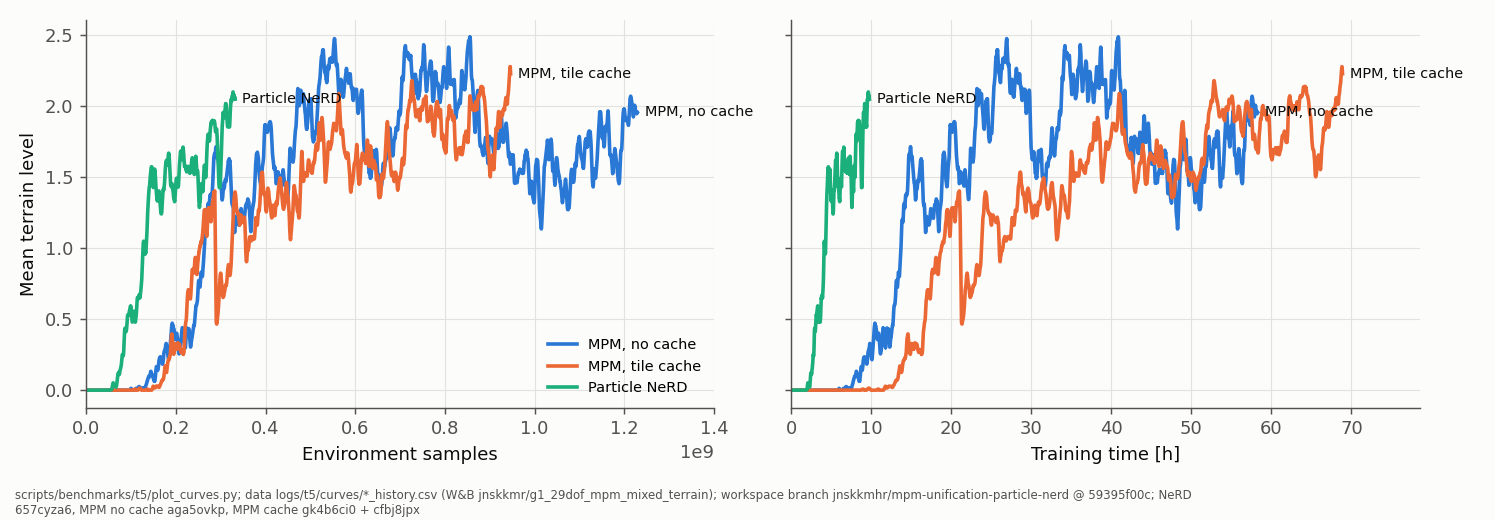 2.5
2.0
1.5
1.0
0.5
0.0
Mean terrain level
Particle NeRD
MPM, tile cache
MPM, no cache
MPM, no cache
MPM, tile cache
Particle NeRD
0.0 0.2 0.4 0.6 0.8 1.0 1.2 1.4
Environment samples
1e9
Particle NeRD
MPM, tile cache
MPM, no cache
0 10 20 30 40 50 60 70
Training time [h]
scripts/benchmarks/t5/plot_curves.py; data logs/t5/curves/*_history.csv (W&B jnskkmr/g1_29dof_mpm_mixed_terrain); workspace branch jnskkmhr/mpm-unification-particle-nerd @ 59395f00c; NeRD
657cyza6, MPM no cache aga5ovkp, MPM cache gk4b6ci0 + cfbj8jpx